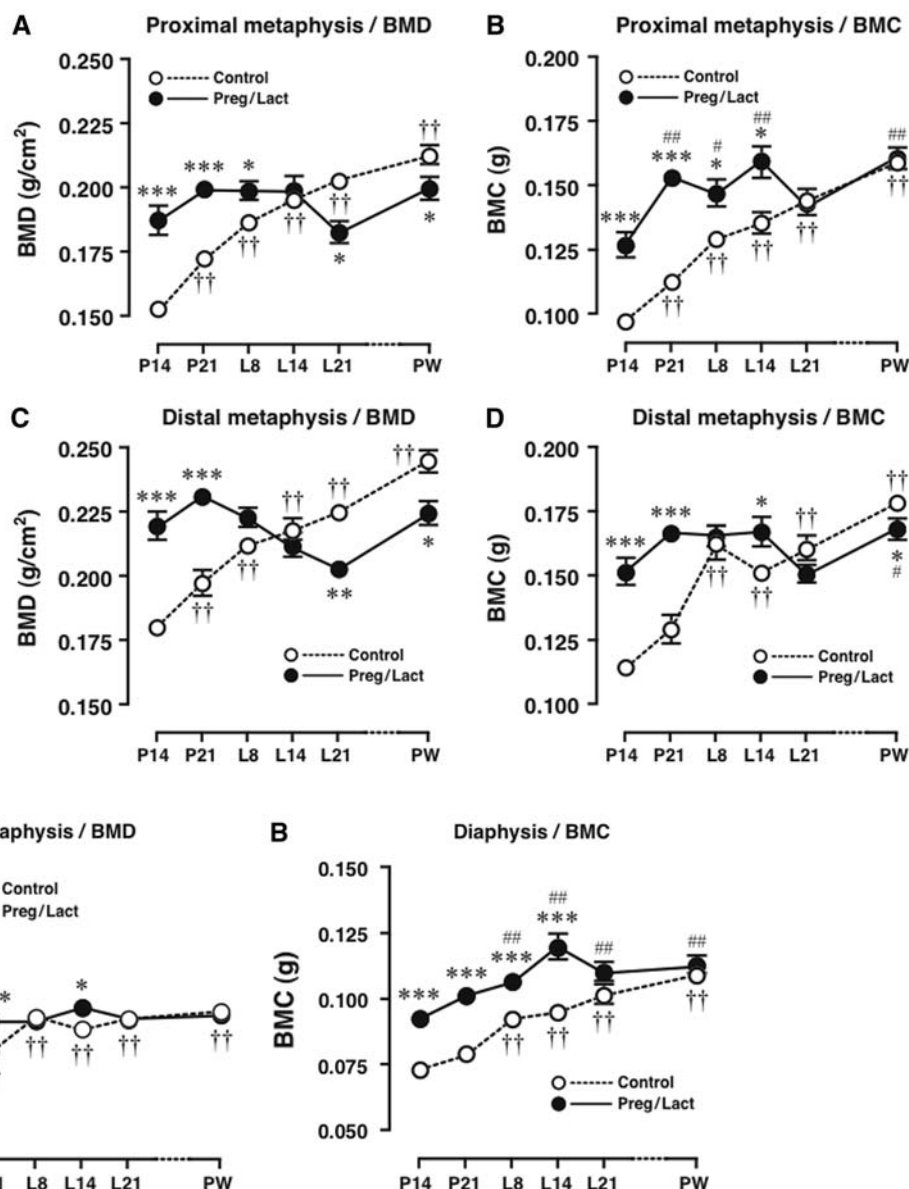 A Proximal metaphysis / BMD
0.250
0.225
0.200
0.175
0.150
BMD (g/cm²)
Control
Preg/Lact
*** *** * †† †† †† †† * †† *
P14 P21 L8 L14 L21 PW
B Proximal metaphysis / BMC
0.200
0.175
0.150
0.125
0.100
BMC (g)
Control
Preg/Lact
## # ## ##
*** *** * * †† †† †† †† ††
P14 P21 L8 L14 L21 PW
C Distal metaphysis / BMD
0.250
0.225
0.200
0.175
0.150
BMD (g/cm²)
*** *** †† †† †† †† †† ** *
Control
Preg/Lact
P14 P21 L8 L14 L21 PW
D Distal metaphysis / BMC
0.200
0.175
0.150
0.125
0.100
BMC (g)
*** *** * †† †† †† †† *
#
Control
Preg/Lact
P14 P21 L8 L14 L21 PW
aphysis / BMD
Control
Preg/Lact
* *
†† †† †† ††
L8 L14 L21 PW
B Diaphysis / BMC
0.150
0.125
0.100
0.075
0.050
BMC (g)
## ## ## ##
*** *** *** ***
†† †† †† ††
Control
Preg/Lact
P14 P21 L8 L14 L21 PW